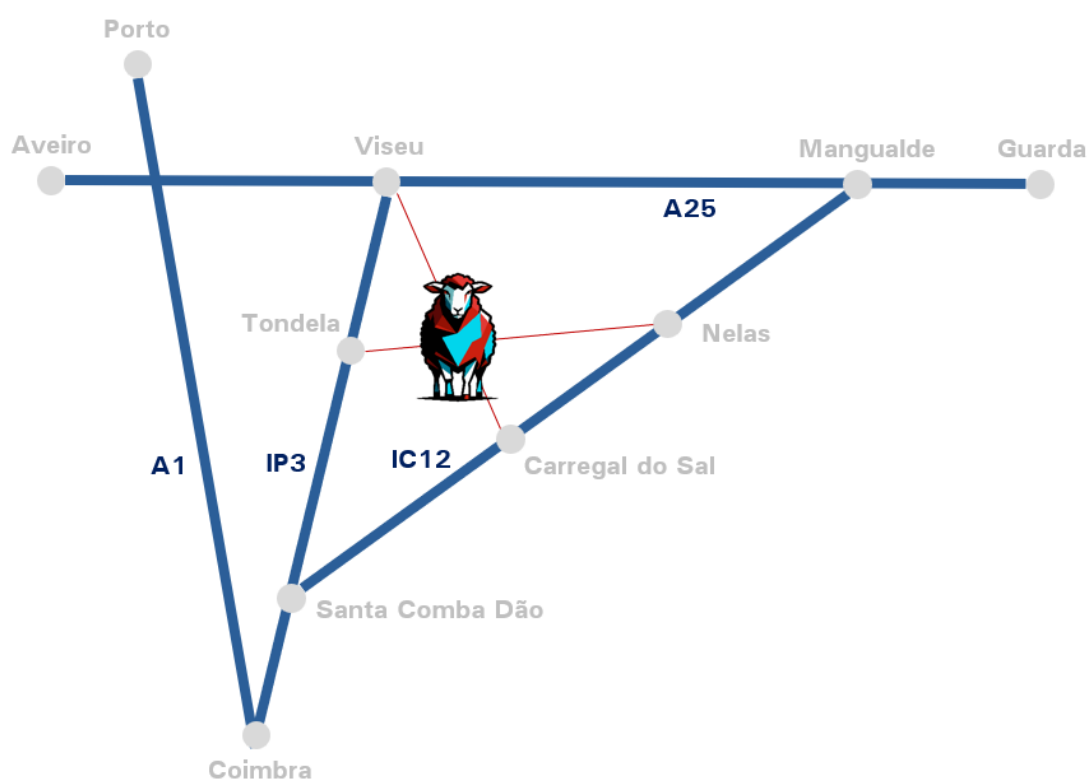 Porto
Aveiro
Viseu
Mangualde
Guarda
A25
Tondela
Nelas
A1
IP3
IC12
Carregal do Sal
Santa Comba Dão
Coimbra